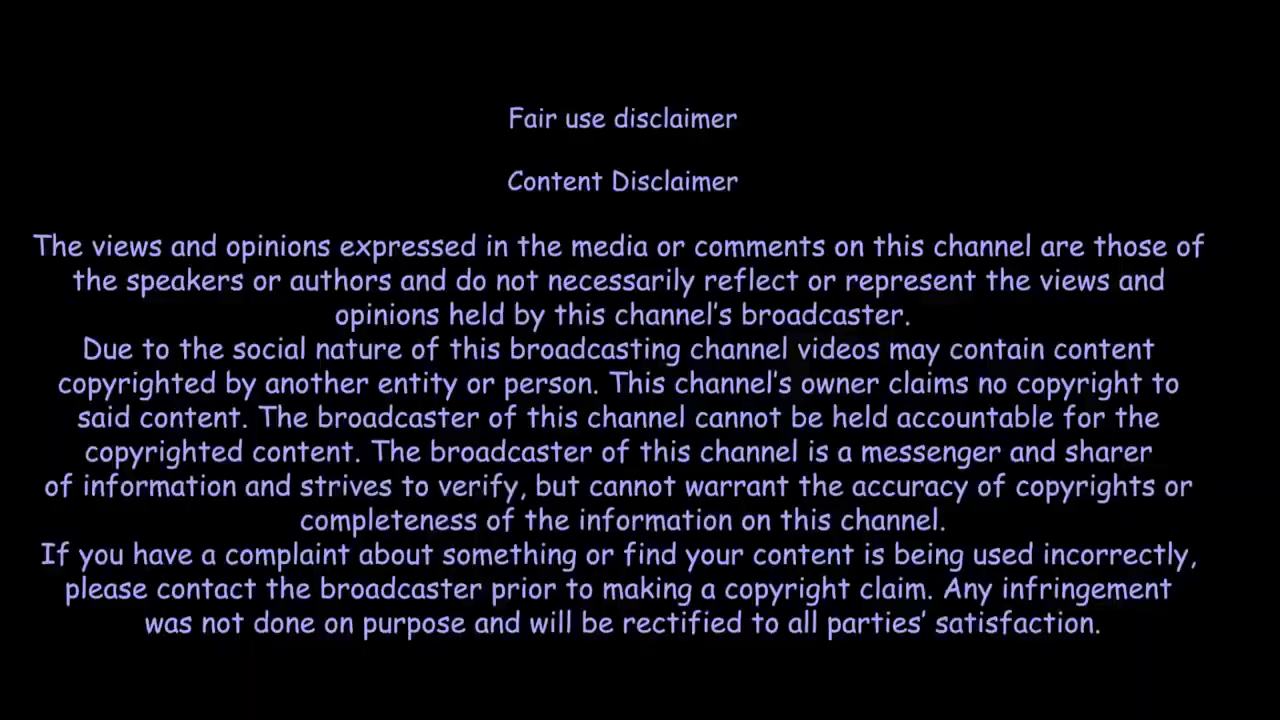 Fair use disclaimer
Content Disclaimer
The views and opinions expressed in the media or comments on this channel are those of
the speakers or authors and do not necessarily reflect or represent the views and
opinions held by this channel's broadcaster.
Due to the social nature of this broadcasting channel videos may contain content
copyrighted by another entity or person. This channel's owner claims no copyright to
said content. The broadcaster of this channel cannot be held accountable for the
copyrighted content. The broadcaster of this channel is a messenger and sharer
of information and strives to verify, but cannot warrant the accuracy of copyrights or
completeness of the information on this channel.
If you have a complaint about something or find your content is being used incorrectly,
please contact the broadcaster prior to making a copyright claim. Any infringement
was not done on purpose and will be rectified to all parties’ satisfaction.